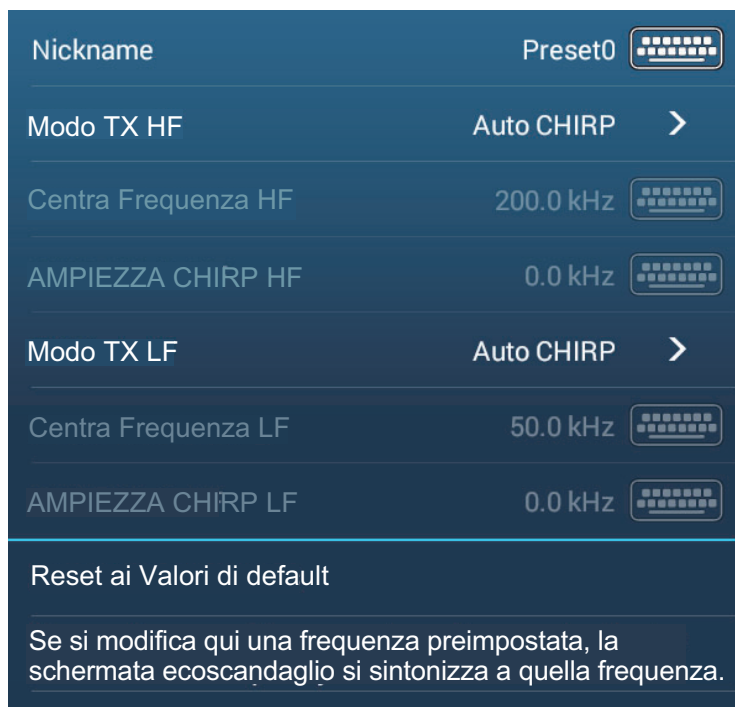 Nickname Preset0
Modo TX HF Auto CHIRP >
Centra Frequenza HF 200.0 kHz
AMPIEZZA CHIRP HF 0.0 kHz
Modo TX LF Auto CHIRP >
Centra Frequenza LF 50.0 kHz
AMPIEZZA CHIRP LF 0.0 kHz
Reset ai Valori di default
Se si modifica qui una frequenza preimpostata, la
schermata ecoscandaglio si sintonizza a quella frequenza.